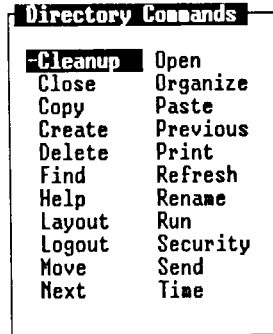 Directory Commands
-Cleanup Open
Close Organize
Copy Paste
Create Previous
Delete Print
Find Refresh
Help Rename
Layout Run
Logout Security
Move Send
Next Time